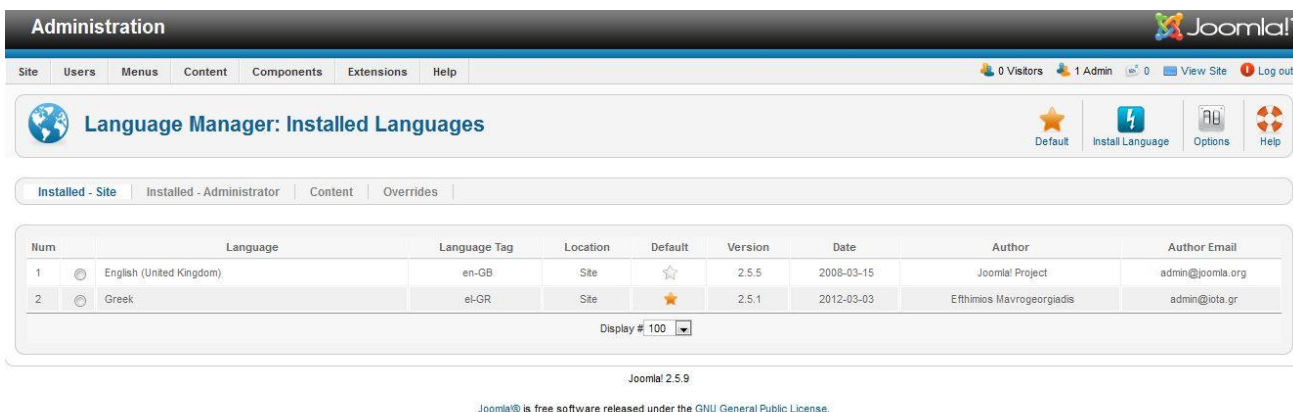 Administration
Joomla!
Site Users Menus Content Components Extensions Help
0 Visitors 1 Admin 0 View Site Log out
Language Manager: Installed Languages
Default Install Language Options Help
Installed - Site Installed - Administrator Content Overrides
Num Language Language Tag Location Default Version Date Author Author Email
1 English (United Kingdom) en-GB Site 2.5.5 2008-03-15 Joomla! Project admin@joomla.org
2 Greek el-GR Site 2.5.1 2012-03-03 Efthimios Mavrogeorgiadis admin@iota.gr
Display # 100
Joomla! 2.5.9
Joomla!® is free software released under the GNU General Public License.